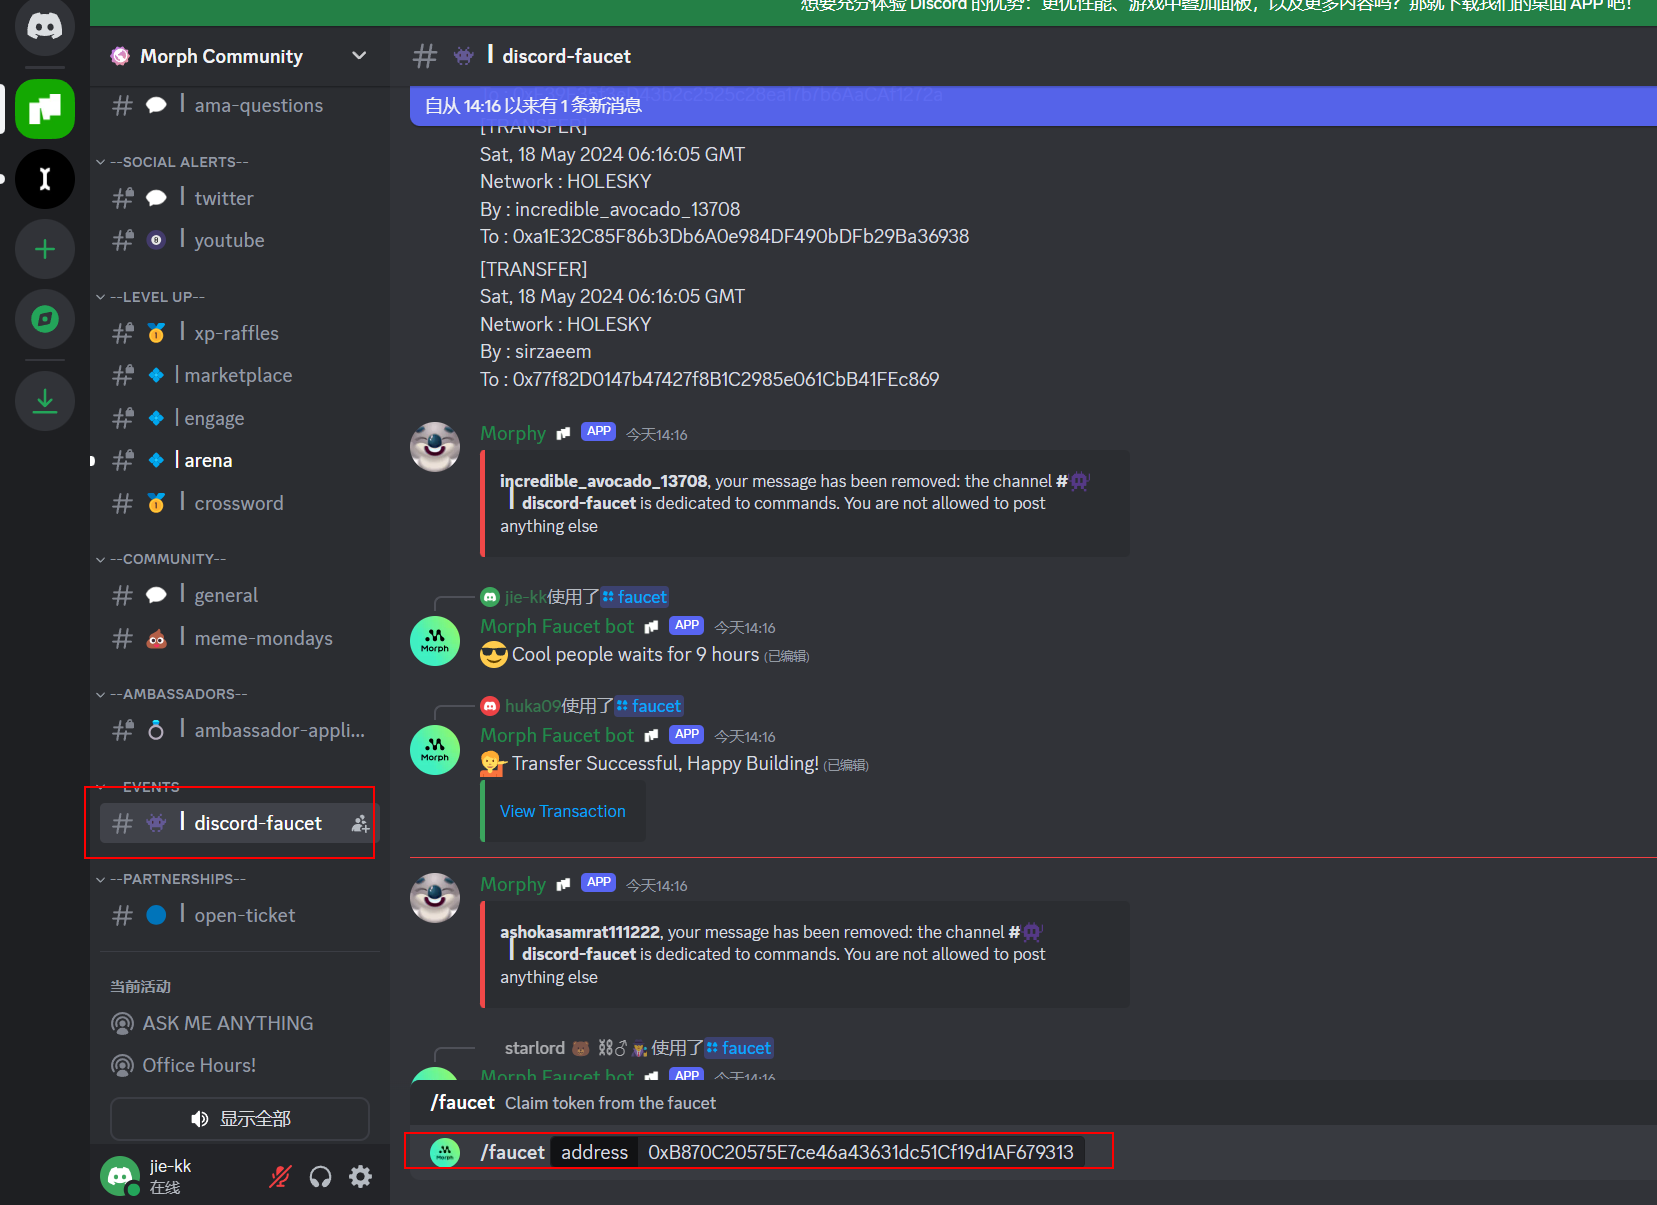 想要充分体验 Discord 的优势：更优性能、游戏中叠加面板，以及更多内容吗？那就下载我们的桌面 APP 吧！
Morph Community
ama-questions
--SOCIAL ALERTS--
twitter
youtube
--LEVEL UP--
xp-raffles
marketplace
engage
arena
crossword
--COMMUNITY--
general
meme-mondays
--AMBASSADORS--
ambassador-appli...
EVENTS
discord-faucet
--PARTNERSHIPS--
open-ticket
当前活动
ASK ME ANYTHING
Office Hours!
显示全部
jie-kk
在线
discord-faucet
自从 14:16 以来有 1 条新消息
[TRANSFER]
Sat, 18 May 2024 06:16:05 GMT
Network : HOLESKY
By : incredible_avocado_13708
To : 0xa1E32C85F86b3Db6A0e984DF490bDFb29Ba36938
[TRANSFER]
Sat, 18 May 2024 06:16:05 GMT
Network : HOLESKY
By : sirzaeem
To : 0x77f82D0147b47427f8B1C2985e061CbB41FEc869
Morphy APP 今天14:16
incredible_avocado_13708, your message has been removed: the channel #
discord-faucet is dedicated to commands. You are not allowed to post
anything else
jie-kk使用了 faucet
Morph Faucet bot APP 今天14:16
Morph
Cool people waits for 9 hours (已编辑)
huka09使用了 faucet
Morph Faucet bot APP 今天14:16
Morph
Transfer Successful, Happy Building! (已编辑)
View Transaction
Morphy APP 今天14:16
ashokasamrat111222, your message has been removed: the channel #
discord-faucet is dedicated to commands. You are not allowed to post
anything else
starlord 使用了 faucet
Morph Faucet bot APP 今天14:16
/faucet Claim token from the faucet
/faucet address 0xB870C20575E7ce46a43631dc51Cf19d1AF679313